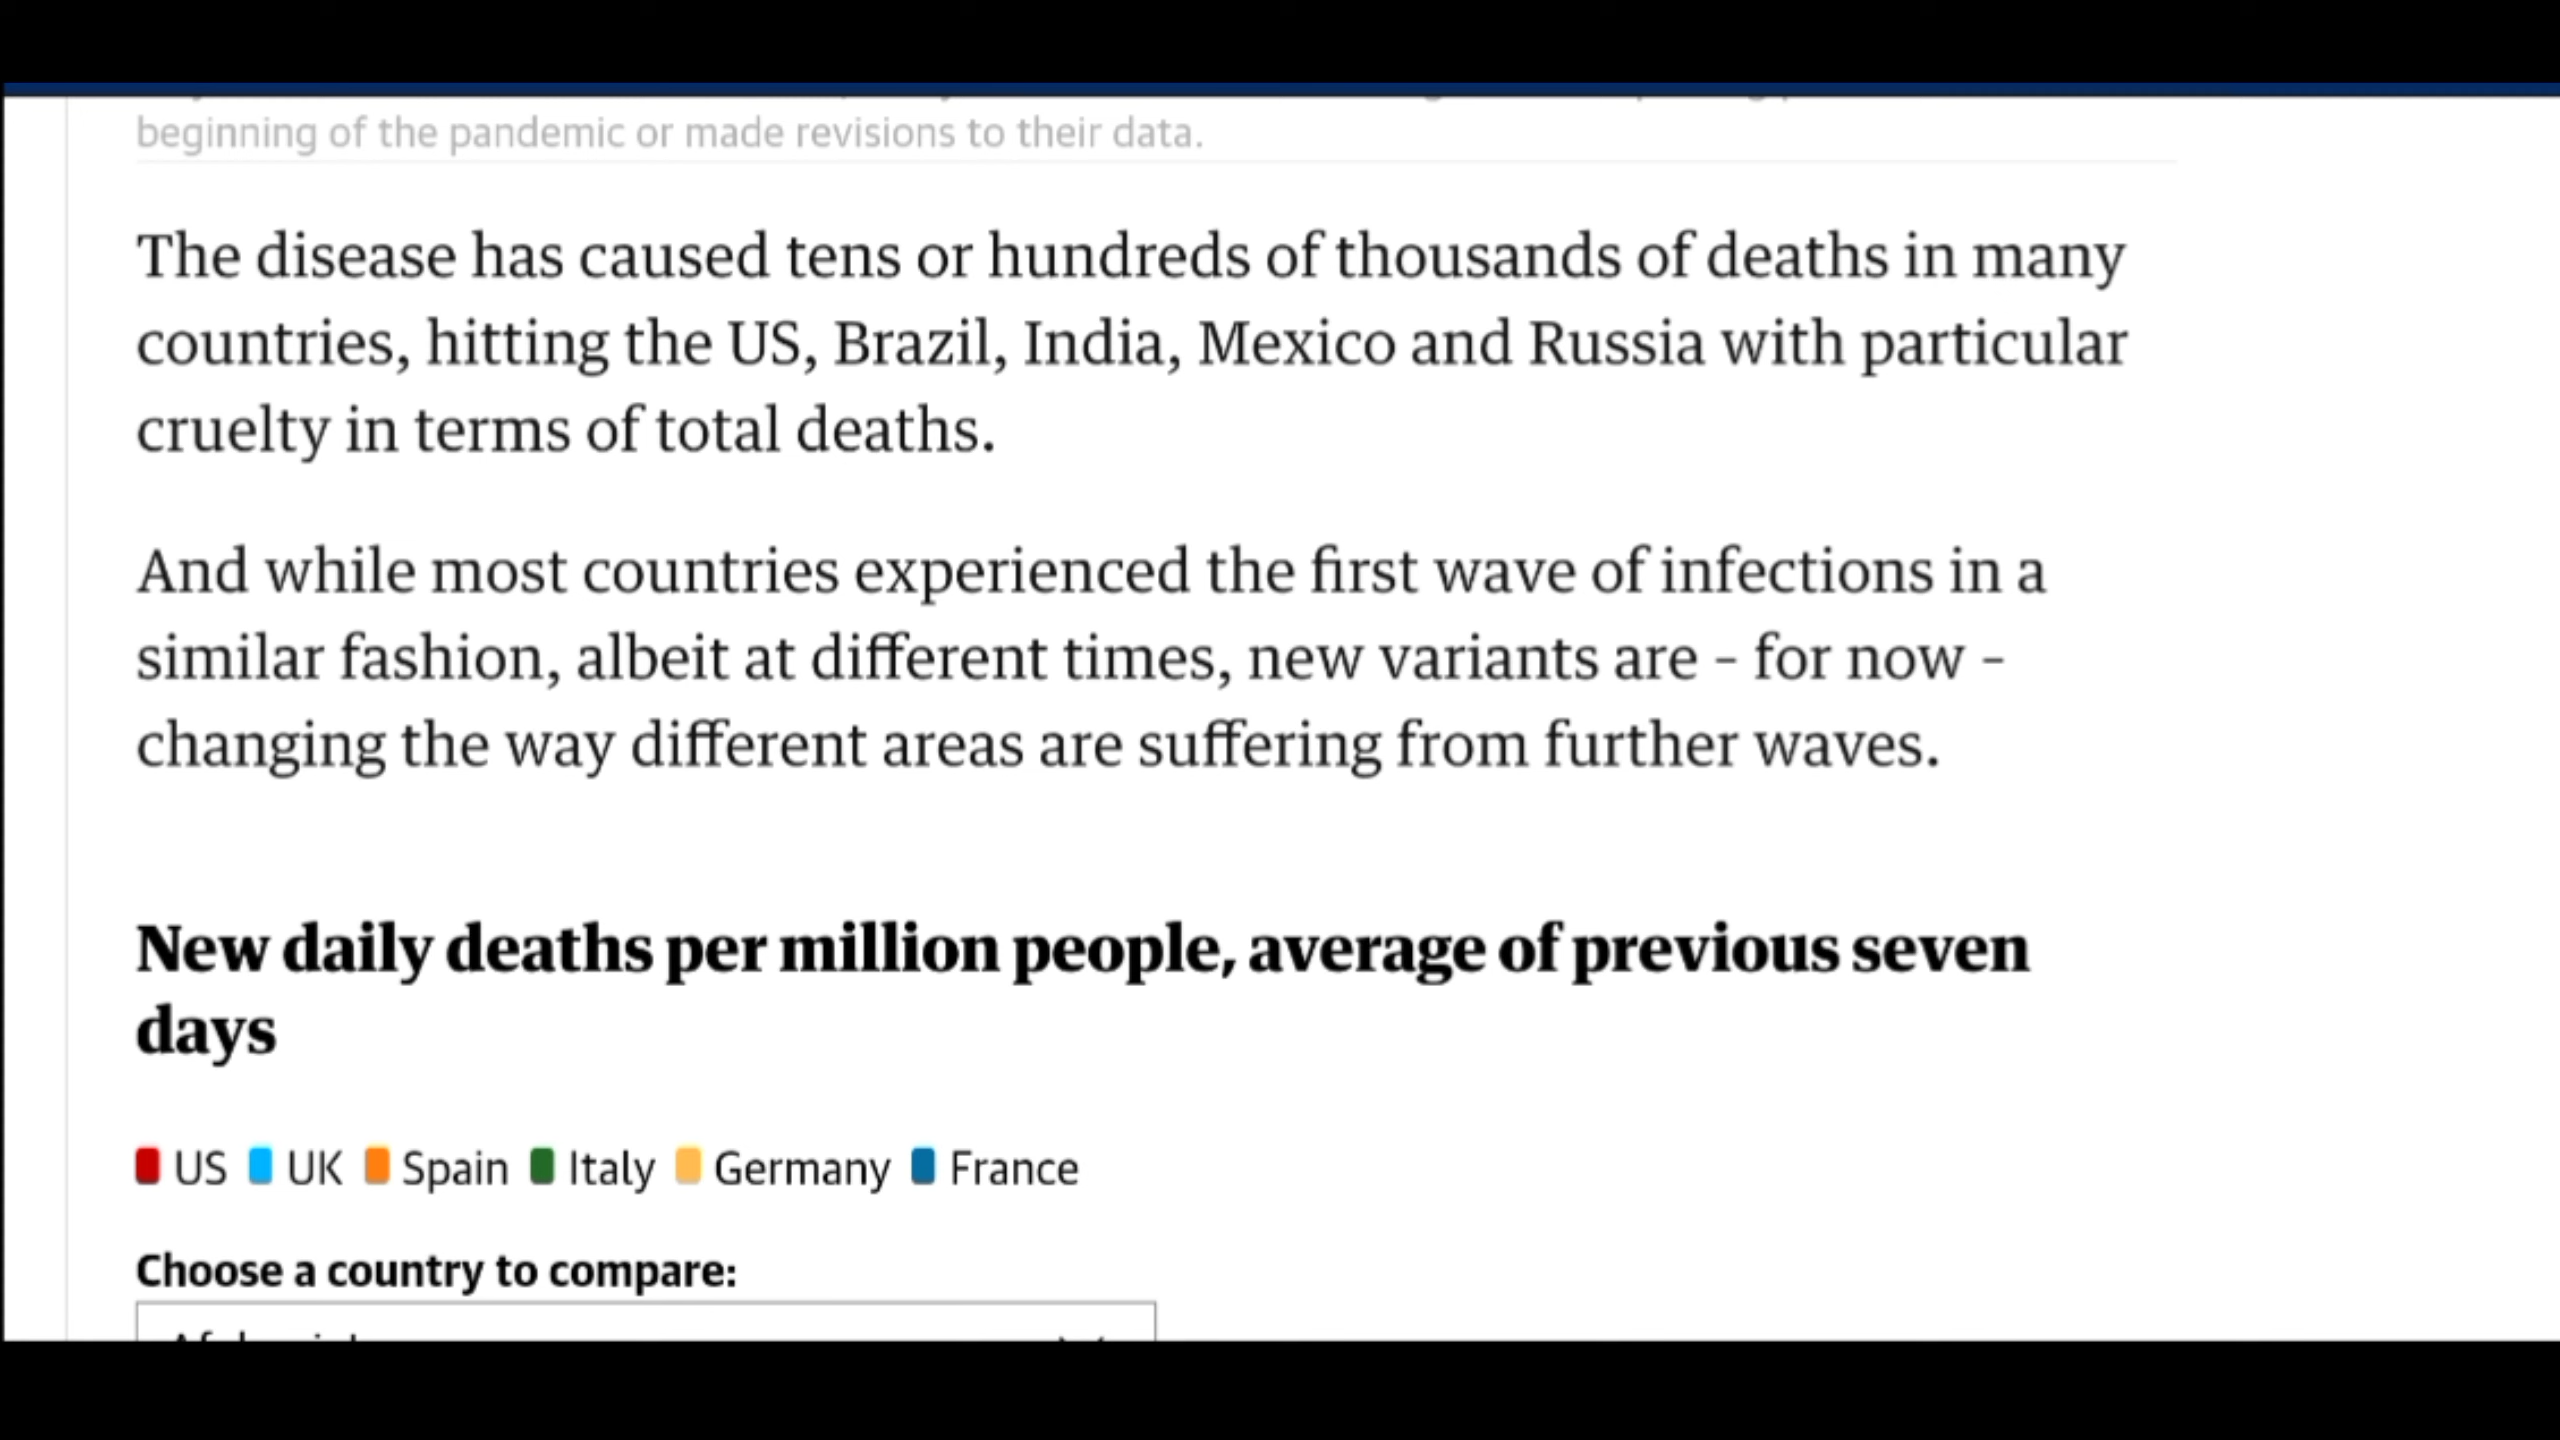 beginning of the pandemic or made revisions to their data.
The disease has caused tens or hundreds of thousands of deaths in many
countries, hitting the US, Brazil, India, Mexico and Russia with particular
cruelty in terms of total deaths.
And while most countries experienced the first wave of infections in a
similar fashion, albeit at different times, new variants are – for now –
changing the way different areas are suffering from further waves.
New daily deaths per million people, average of previous seven
days
US UK Spain Italy Germany France
Choose a country to compare: